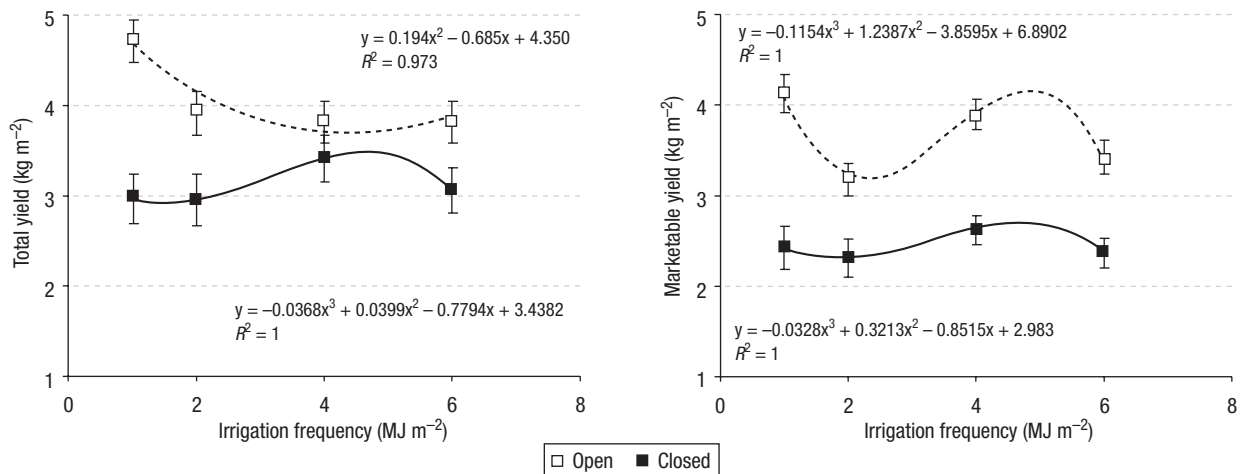 Total yield (kg m⁻²)
5
4
3
2
1
y = 0.194x² – 0.685x + 4.350
R² = 0.973
y = –0.0368x³ + 0.0399x² – 0.7794x + 3.4382
R² = 1
0 2 4 6 8
Irrigation frequency (MJ m⁻²)
Marketable yield (kg m⁻²)
5
4
3
2
1
y = –0.1154x³ + 1.2387x² – 3.8595x + 6.8902
R² = 1
y = –0.0328x³ + 0.3213x² – 0.8515x + 2.983
R² = 1
0 2 4 6 8
Irrigation frequency (MJ m⁻²)
Open Closed